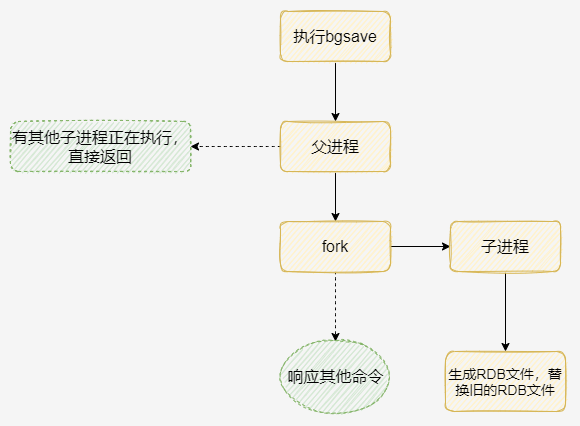 执行bgsave
有其他子进程正在执行，
直接返回
父进程
fork
子进程
响应其他命令
生成RDB文件，替
换旧的RDB文件